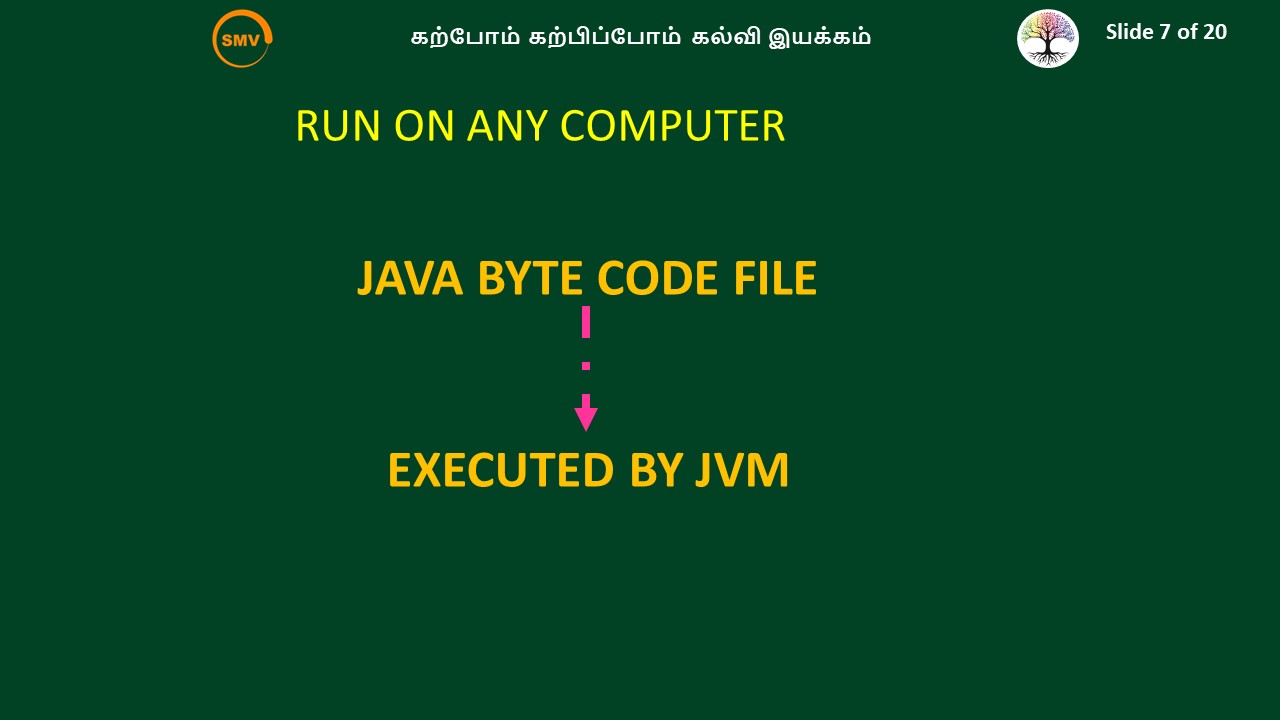 SMV
கற்போம் கற்பிப்போம் கல்வி இயக்கம்
Slide 7 of 20
RUN ON ANY COMPUTER
JAVA BYTE CODE FILE
EXECUTED BY JVM